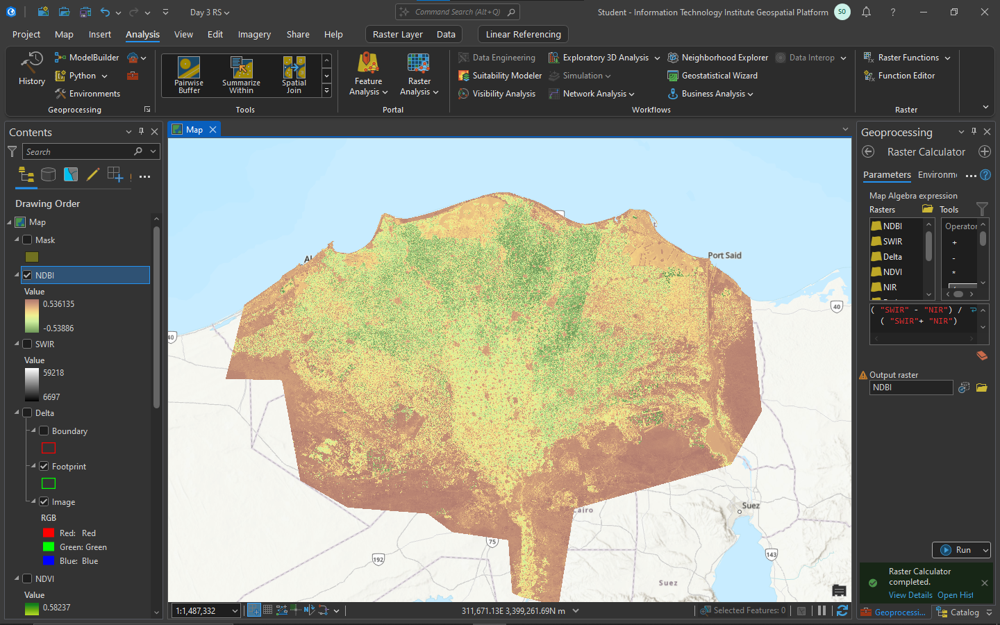 Day 3 RS
Command Search (Alt+Q)
Student - Information Technology Institute Geospatial Platform
SO
?
Project
Map
Insert
Analysis
View
Edit
Imagery
Share
Help
Raster Layer
Data
Linear Referencing
History
ModelBuilder
Python
Environments
Geoprocessing
Pairwise
Buffer
Summarize
Within
Spatial
Join
Tools
Feature
Analysis
Raster
Analysis
Portal
Data Engineering
Suitability Modeler
Visibility Analysis
Exploratory 3D Analysis
Simulation
Network Analysis
Neighborhood Explorer
Geostatistical Wizard
Business Analysis
Data Interop
Workflows
Raster Functions
Function Editor
Raster
Contents
Search
Drawing Order
Map
Mask
NDBI
Value
0.536135
-0.53886
SWIR
Value
59218
6697
Delta
Boundary
Footprint
Image
RGB
Red: Red
Green: Green
Blue: Blue
NDVI
Value
0.58237
Map
Al
Port Said
40
40
Cairo
Suez
75
192
143
Suez
1:1,487,332
311,671.13E 3,399,261.69N m
Selected Features: 0
Geoprocessing
Raster Calculator
Parameters
Environm
?
Map Algebra expression
Rasters
Tools
NDBI
SWIR
Delta
NDVI
NIR
Operator
+
-
*
( "SWIR" - "NIR") /
( "SWIR"+ "NIR")
Output raster
NDBI
Run
Raster Calculator
completed.
View Details Open Hist
Geoprocessi...
Catalog